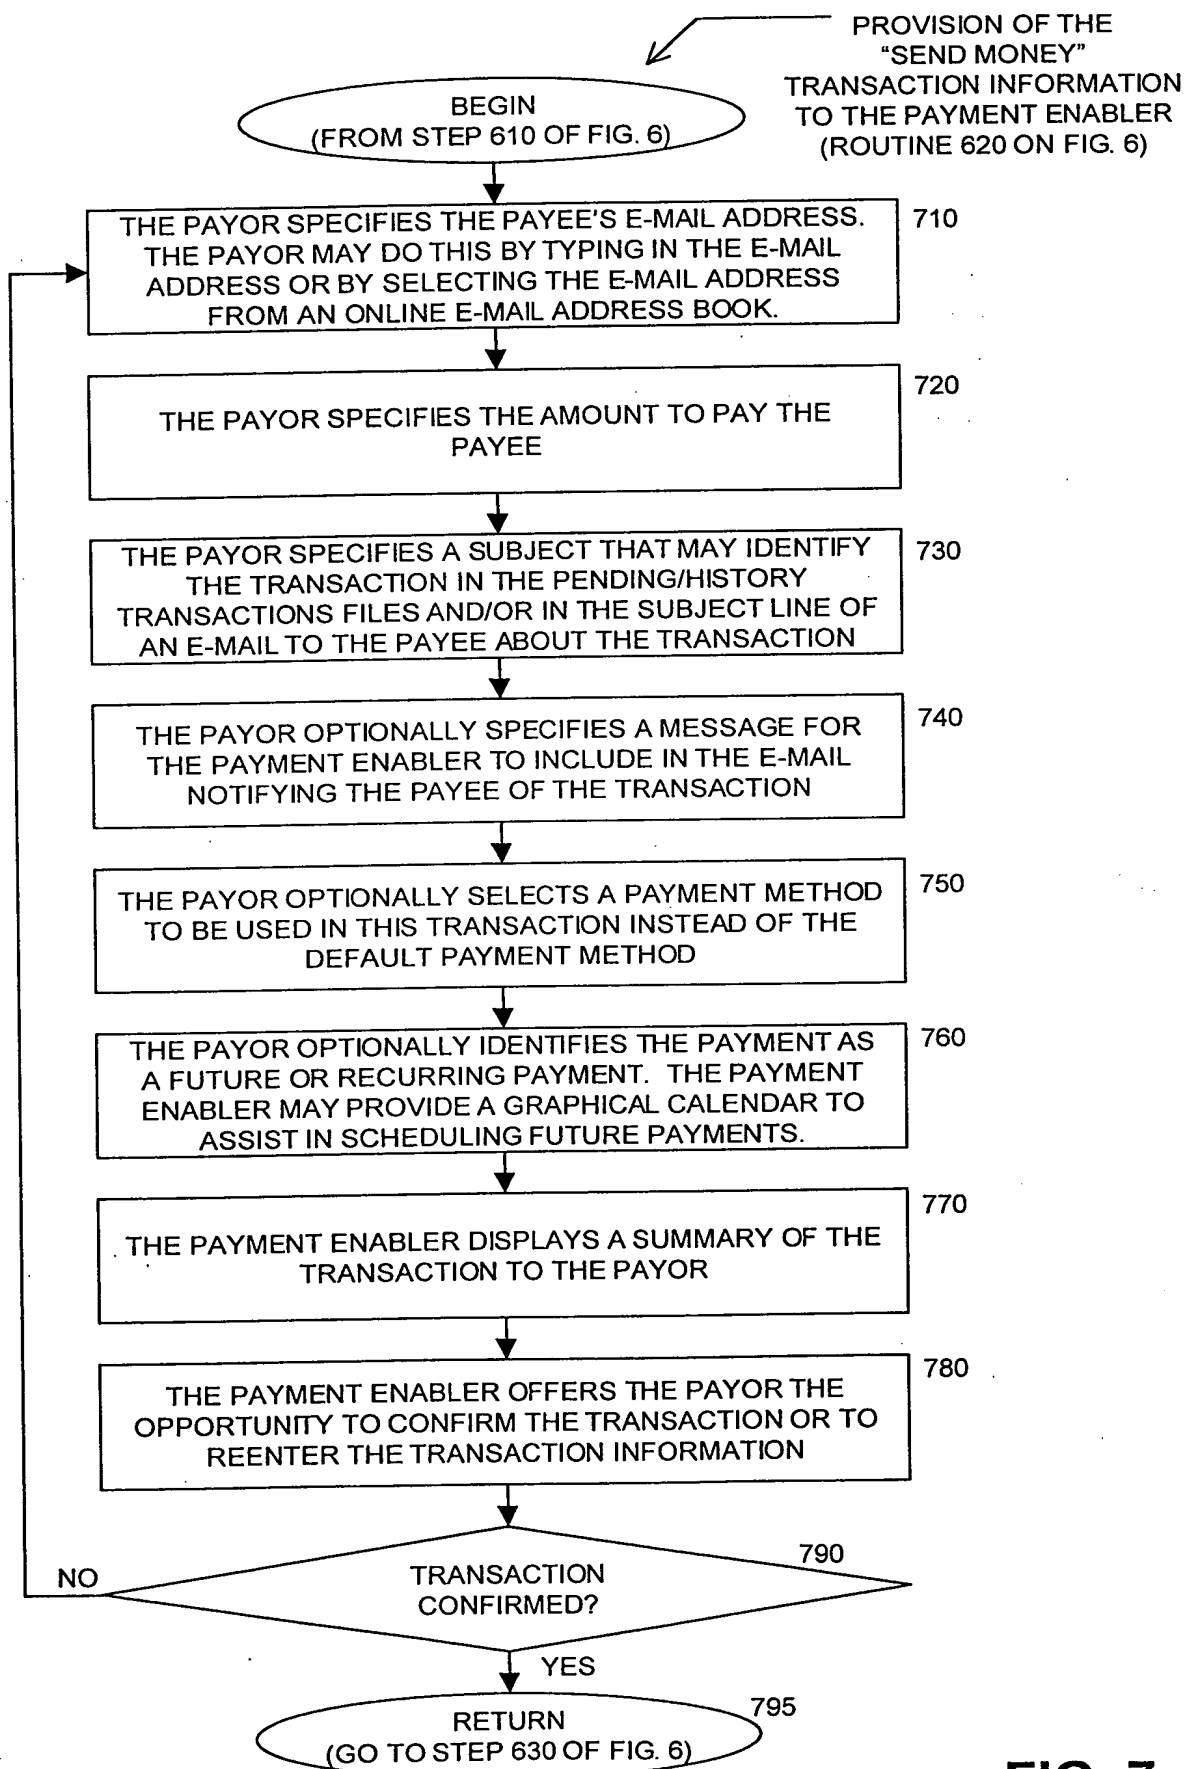 PROVISION OF THE
“SEND MONEY”
TRANSACTION INFORMATION
TO THE PAYMENT ENABLER
(ROUTINE 620 ON FIG. 6)
BEGIN
(FROM STEP 610 OF FIG. 6)
710
THE PAYOR SPECIFIES THE PAYEE'S E-MAIL ADDRESS.
THE PAYOR MAY DO THIS BY TYPING IN THE E-MAIL
ADDRESS OR BY SELECTING THE E-MAIL ADDRESS
FROM AN ONLINE E-MAIL ADDRESS BOOK.
720
THE PAYOR SPECIFIES THE AMOUNT TO PAY THE
PAYEE
730
THE PAYOR SPECIFIES A SUBJECT THAT MAY IDENTIFY
THE TRANSACTION IN THE PENDING/HISTORY
TRANSACTIONS FILES AND/OR IN THE SUBJECT LINE OF
AN E-MAIL TO THE PAYEE ABOUT THE TRANSACTION
740
THE PAYOR OPTIONALLY SPECIFIES A MESSAGE FOR
THE PAYMENT ENABLER TO INCLUDE IN THE E-MAIL
NOTIFYING THE PAYEE OF THE TRANSACTION
750
THE PAYOR OPTIONALLY SELECTS A PAYMENT METHOD
TO BE USED IN THIS TRANSACTION INSTEAD OF THE
DEFAULT PAYMENT METHOD
760
THE PAYOR OPTIONALLY IDENTIFIES THE PAYMENT AS
A FUTURE OR RECURRING PAYMENT. THE PAYMENT
ENABLER MAY PROVIDE A GRAPHICAL CALENDAR TO
ASSIST IN SCHEDULING FUTURE PAYMENTS.
770
THE PAYMENT ENABLER DISPLAYS A SUMMARY OF THE
TRANSACTION TO THE PAYOR
780
THE PAYMENT ENABLER OFFERS THE PAYOR THE
OPPORTUNITY TO CONFIRM THE TRANSACTION OR TO
REENTER THE TRANSACTION INFORMATION
790
NO
TRANSACTION
CONFIRMED?
YES
795
RETURN
(GO TO STEP 630 OF FIG. 6)
FIG. 7